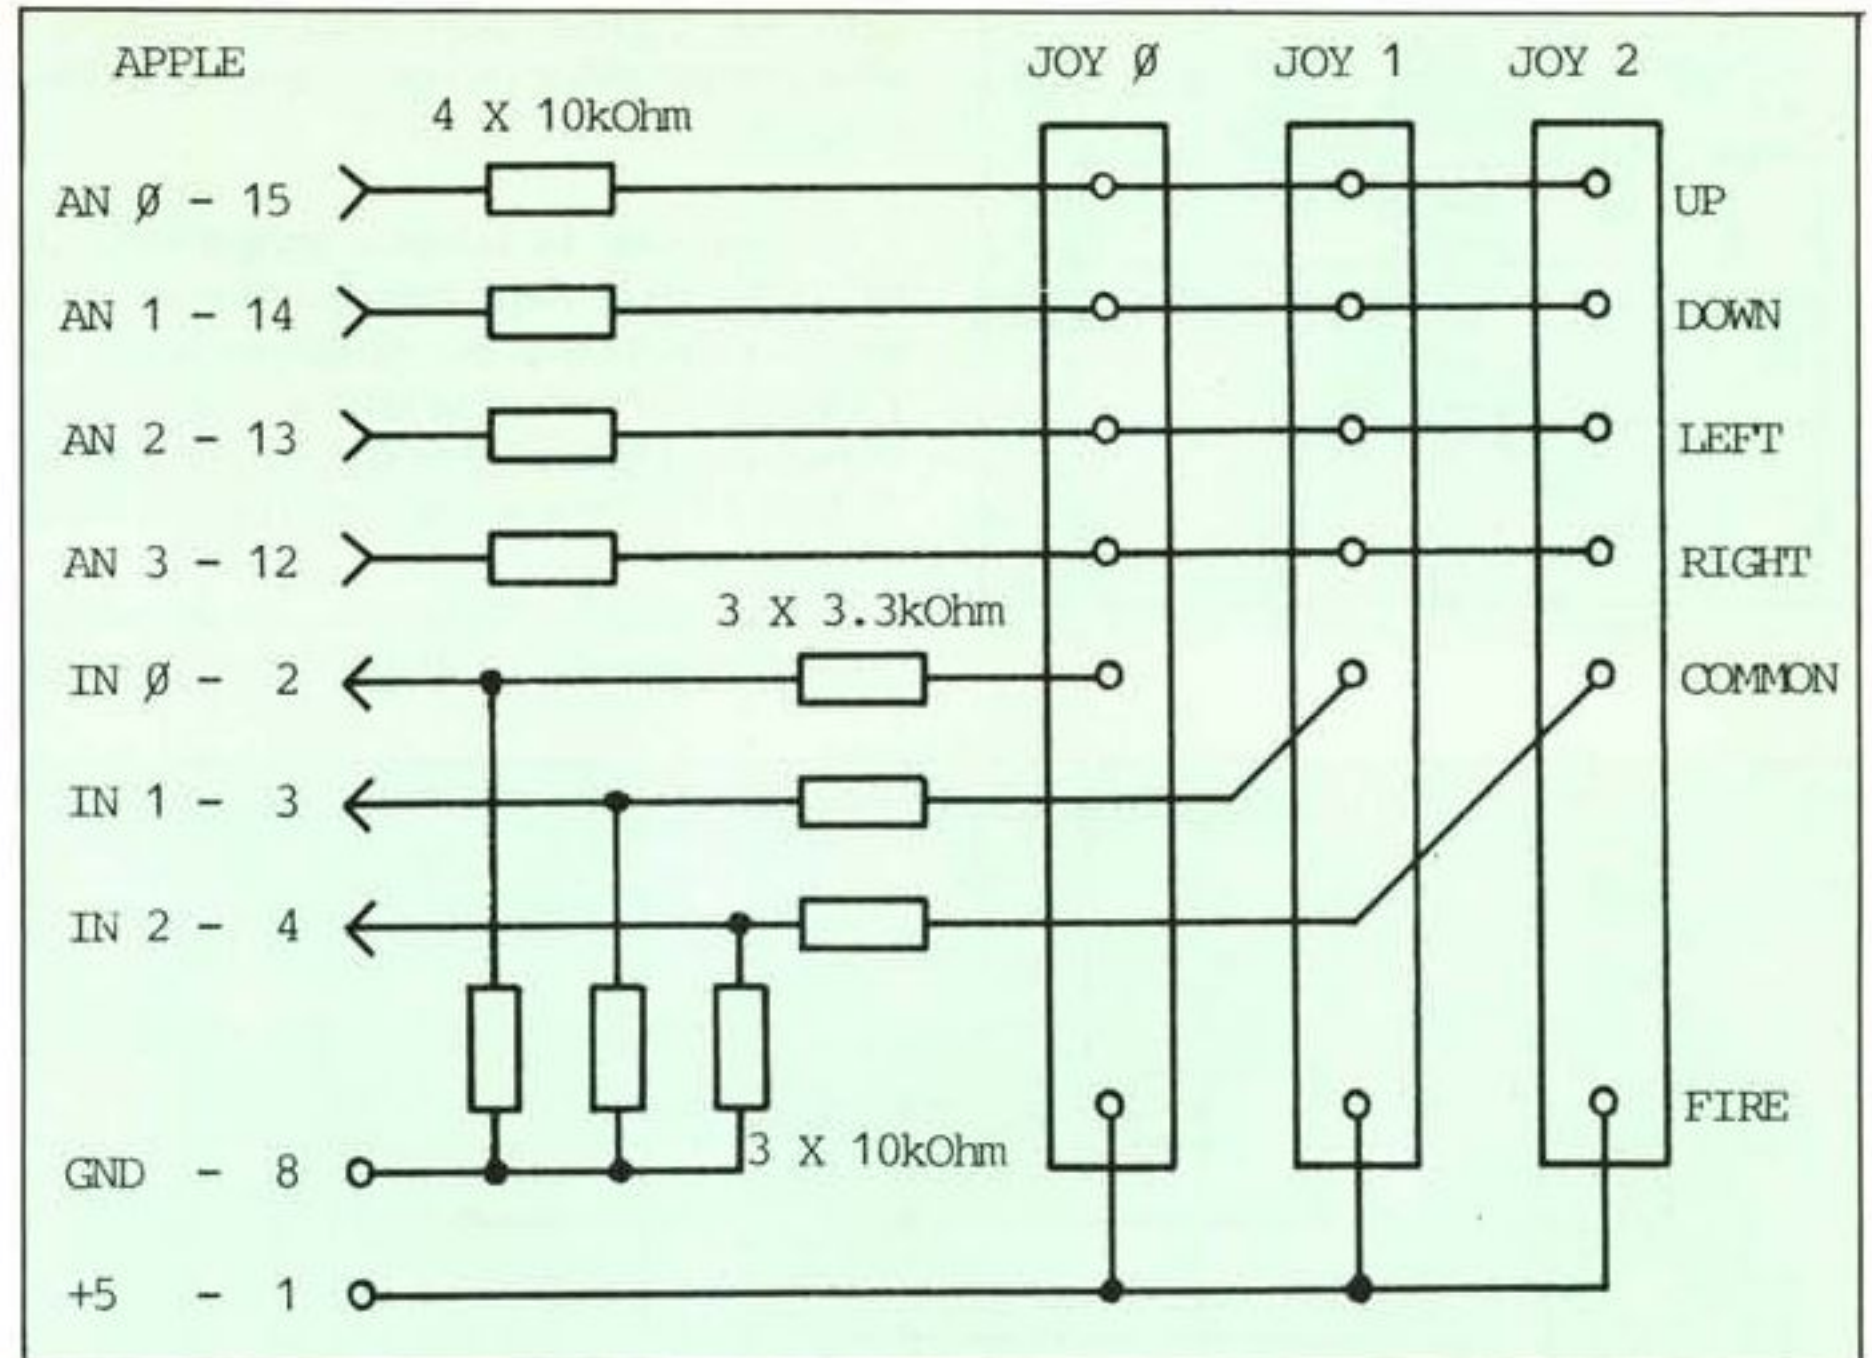 APPLE
JOY Ø
JOY 1
JOY 2
4 X 10kOhm
AN Ø - 15
UP
AN 1 - 14
DOWN
AN 2 - 13
LEFT
AN 3 - 12
RIGHT
3 X 3.3kOhm
IN Ø - 2
COMMON
IN 1 - 3
IN 2 - 4
FIRE
3 X 10kOhm
GND - 8
+5 - 1